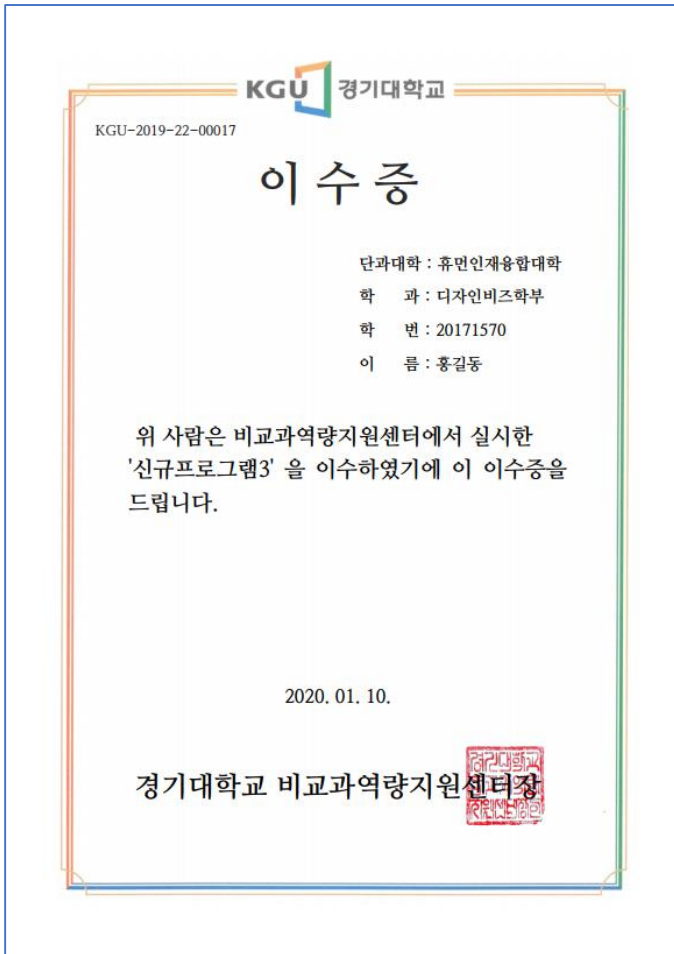 KGU 경기대학교
KGU-2019-22-00017
이 수 증
단과대학 : 휴먼인재융합대학
학 과 : 디자인비즈학부
학 번 : 20171570
이 름 : 홍길동
위 사람은 비교과역량지원센터에서 실시한
'신규프로그램3' 을 이수하였기에 이 이수증을
드립니다.
2020. 01. 10.
경기대학교 비교과역량지원센터장